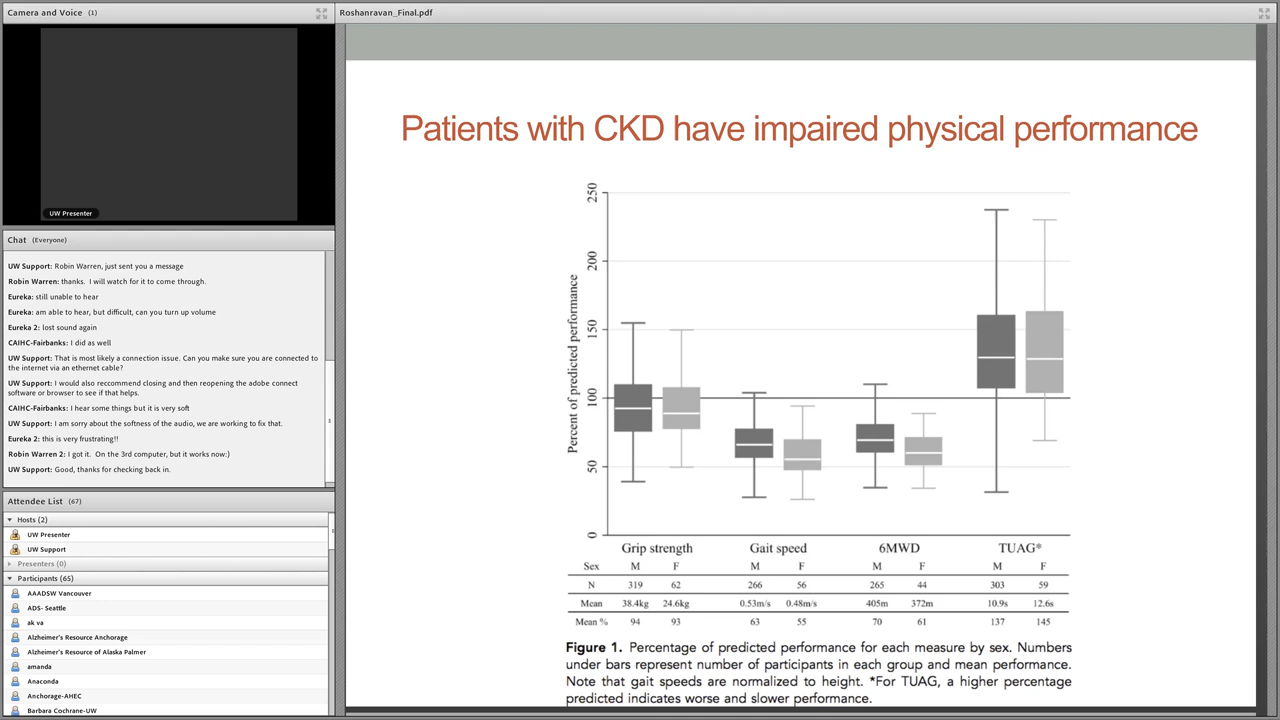 Camera and Voice (1)
UW Presenter
Chat (Everyone)
UW Support: Robin Warren, just sent you a message
Robin Warren: thanks. I will watch for it to come through.
Eureka: still unable to hear
Eureka: am able to hear, but difficult, can you turn up volume
Eureka 2: lost sound again
CAIHC-Fairbanks: I did as well
UW Support: That is most likely a connection issue. Can you make sure you are connected to
the internet via an ethernet cable?
UW Support: I would also reccommend closing and then reopening the adobe connect
software or browser to see if that helps.
CAIHC-Fairbanks: I hear some things but it is very soft
UW Support: I am sorry about the softness of the audio, we are working to fix that.
Eureka 2: this is very frustrating!!
Robin Warren 2: I got it. On the 3rd computer, but it works now:)
UW Support: Good, thanks for checking back in.
Attendee List (67)
Hosts (2)
UW Presenter
UW Support
Presenters (0)
Participants (65)
AAADSW Vancouver
ADS- Seattle
ak va
Alzheimer's Resource Anchorage
Alzheimer's Resource of Alaska Palmer
amanda
Anaconda
Anchorage-AHEC
Barbara Cochrane-UW
Roshanravan_Final.pdf
Patients with CKD have impaired physical performance
Percent of predicted performance
250
200
150
100
50
0
Grip strength Gait speed 6MWD TUAG*
Sex M F M F M F M F
N 319 62 266 56 265 44 303 59
Mean 38.4kg 24.6kg 0.53m/s 0.48m/s 405m 372m 10.9s 12.6s
Mean % 94 93 63 55 70 61 137 145
Figure 1. Percentage of predicted performance for each measure by sex. Numbers
under bars represent number of participants in each group and mean performance.
Note that gait speeds are normalized to height. *For TUAG, a higher percentage
predicted indicates worse and slower performance.